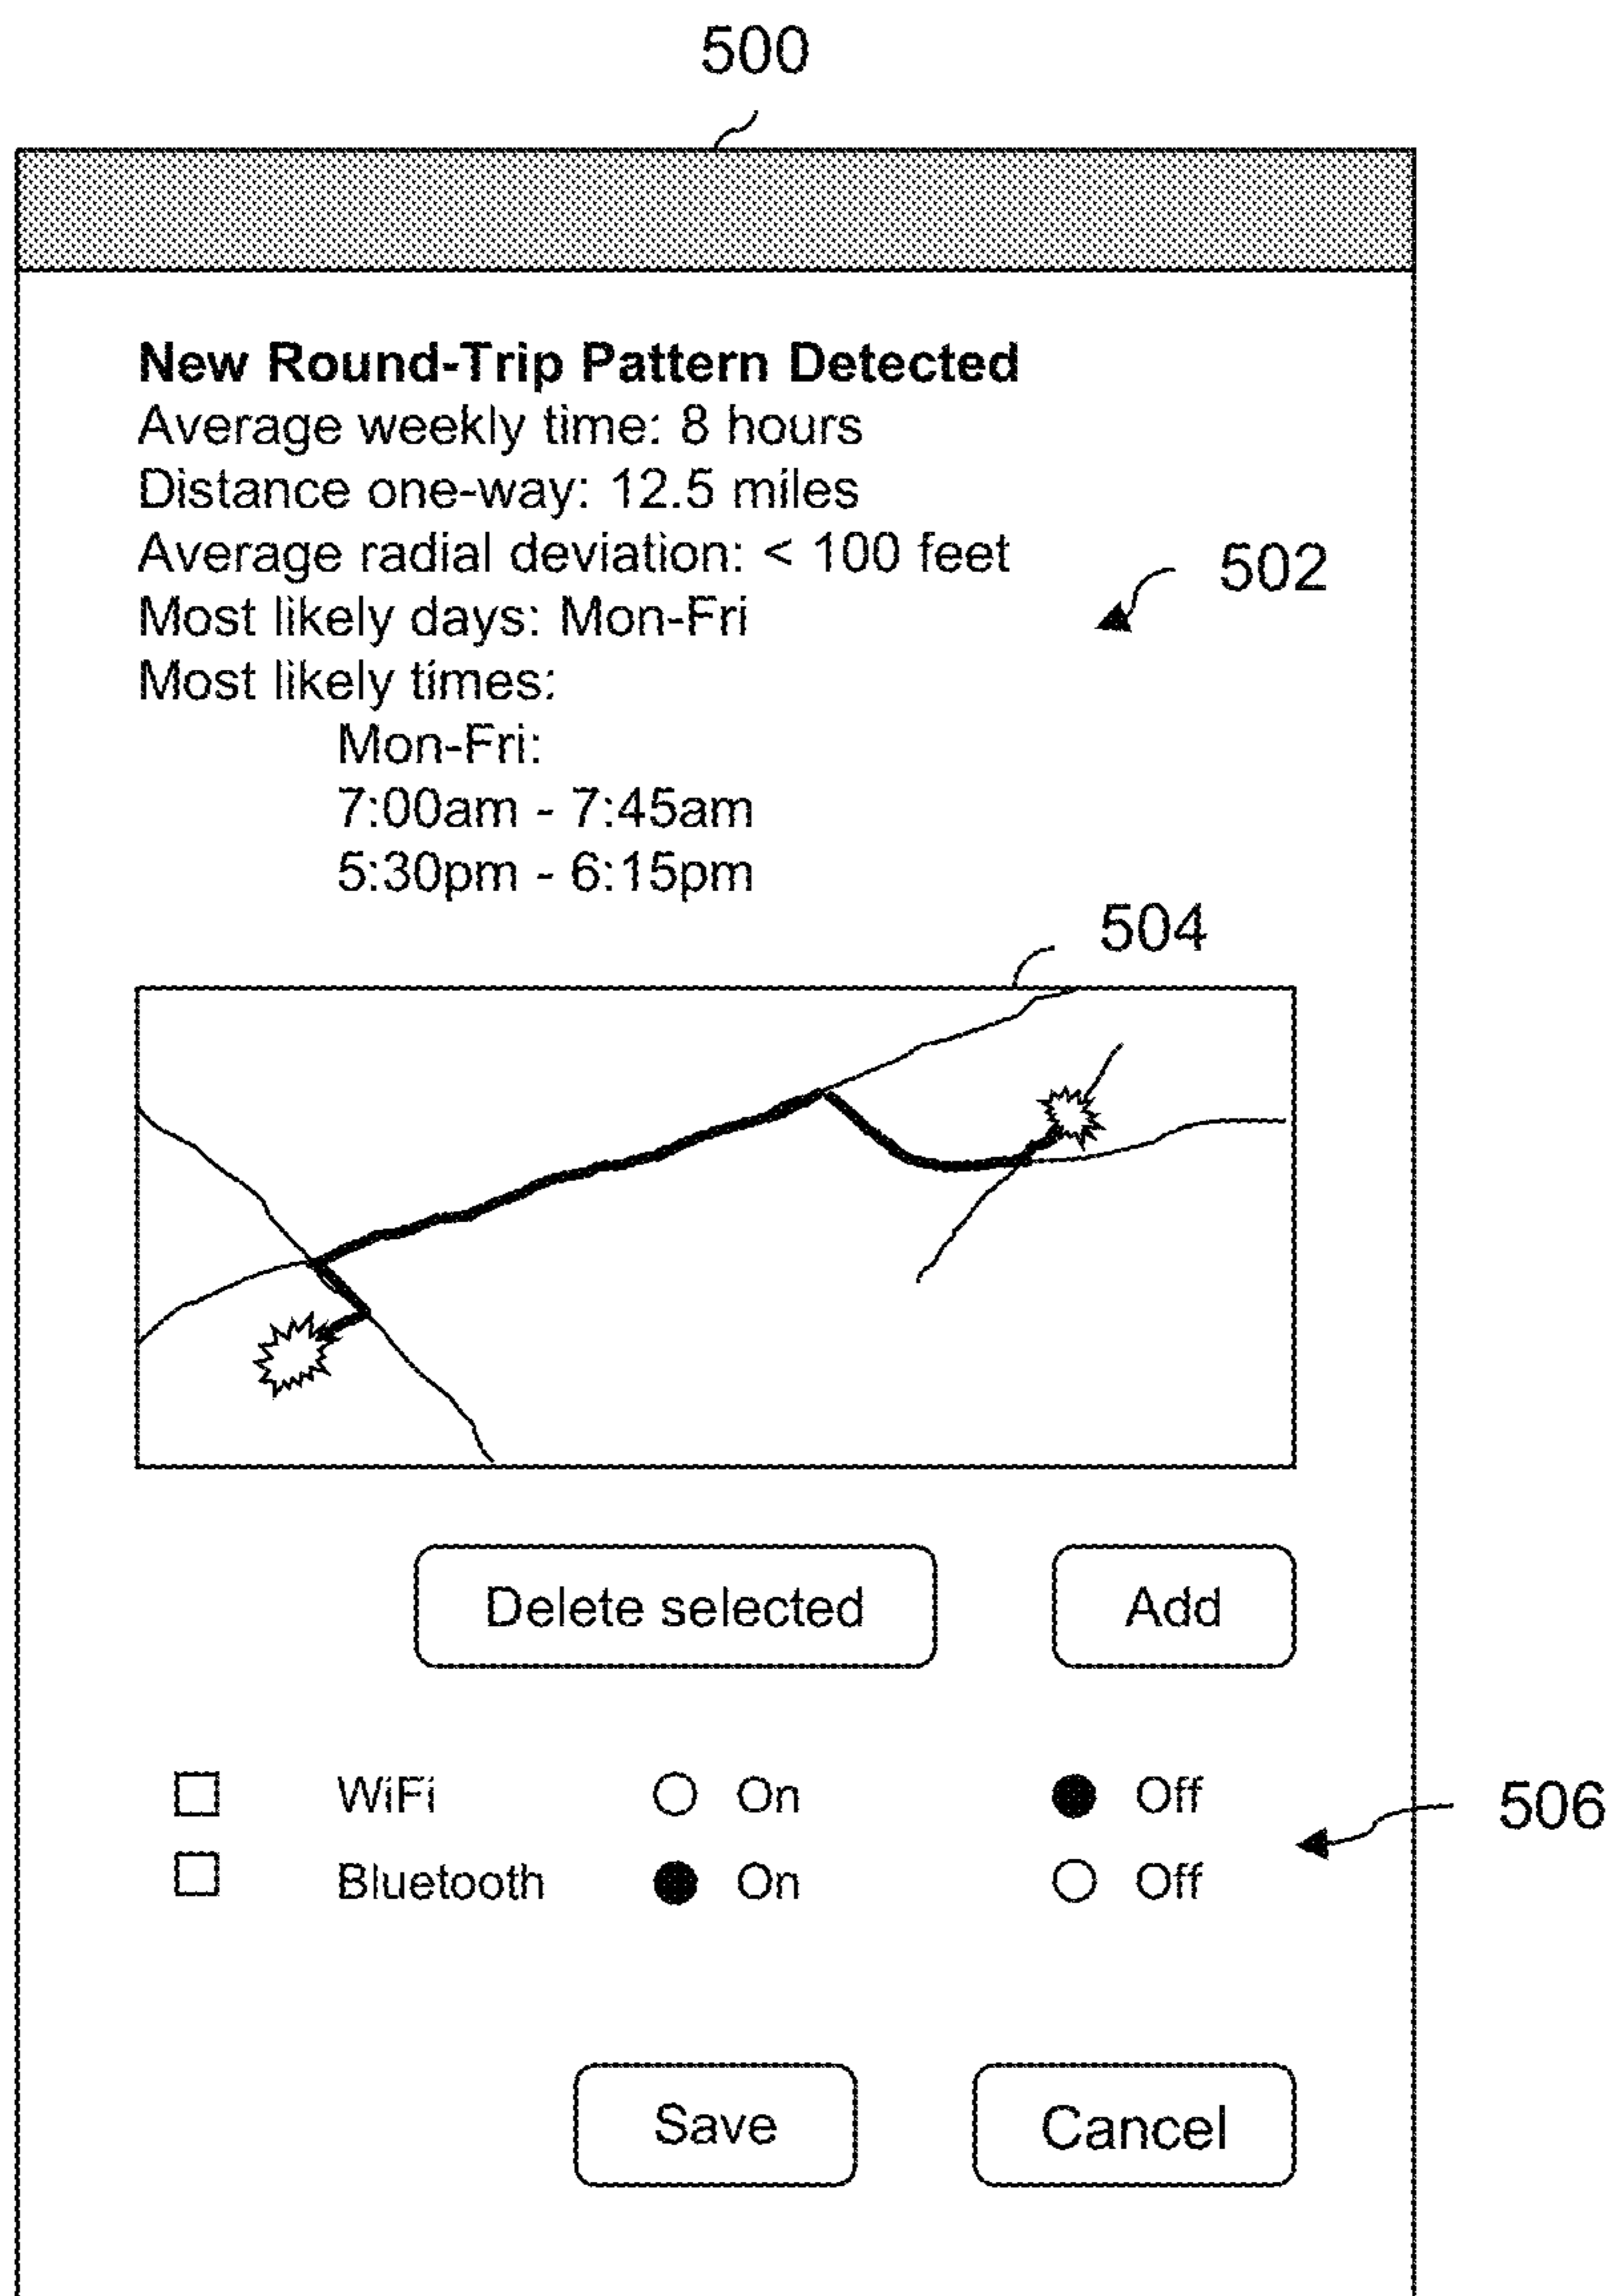 500
New Round-Trip Pattern Detected
Average weekly time: 8 hours
Distance one-way: 12.5 miles
Average radial deviation: < 100 feet
502
Most likely days: Mon-Fri
Most likely times:
Mon-Fri:
7:00am - 7:45am
5:30pm - 6:15pm
504
Delete selected Add
WiFi On Off
506
Bluetooth On Off
Save Cancel